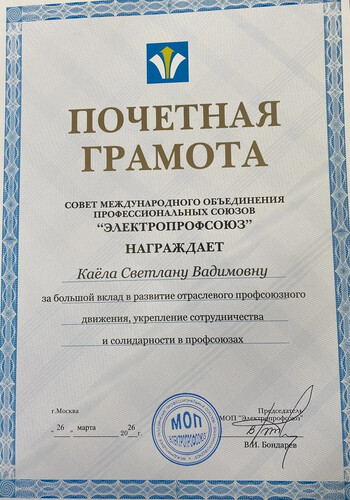 ПОЧЕТНАЯ
ГРАМОТА
СОВЕТ МЕЖДУНАРОДНОГО ОБЪЕДИНЕНИЯ
ПРОФЕССИОНАЛЬНЫХ СОЮЗОВ
“ЭЛЕКТРОПРОФСОЮЗ”
НАГРАЖДАЕТ
Каёла Светлану Вадимовну
за большой вклад в развитие отраслевого профсоюзного
движения, укрепление сотрудничества
и солидарности в профсоюзах
г.Москва
Председатель
МОП "Электропрофсоюз"
„ 26 „ марта 26
20 г.
МОП
ЭЛЕКТРОПРОФСОЮЗ
В.И. Бондарев